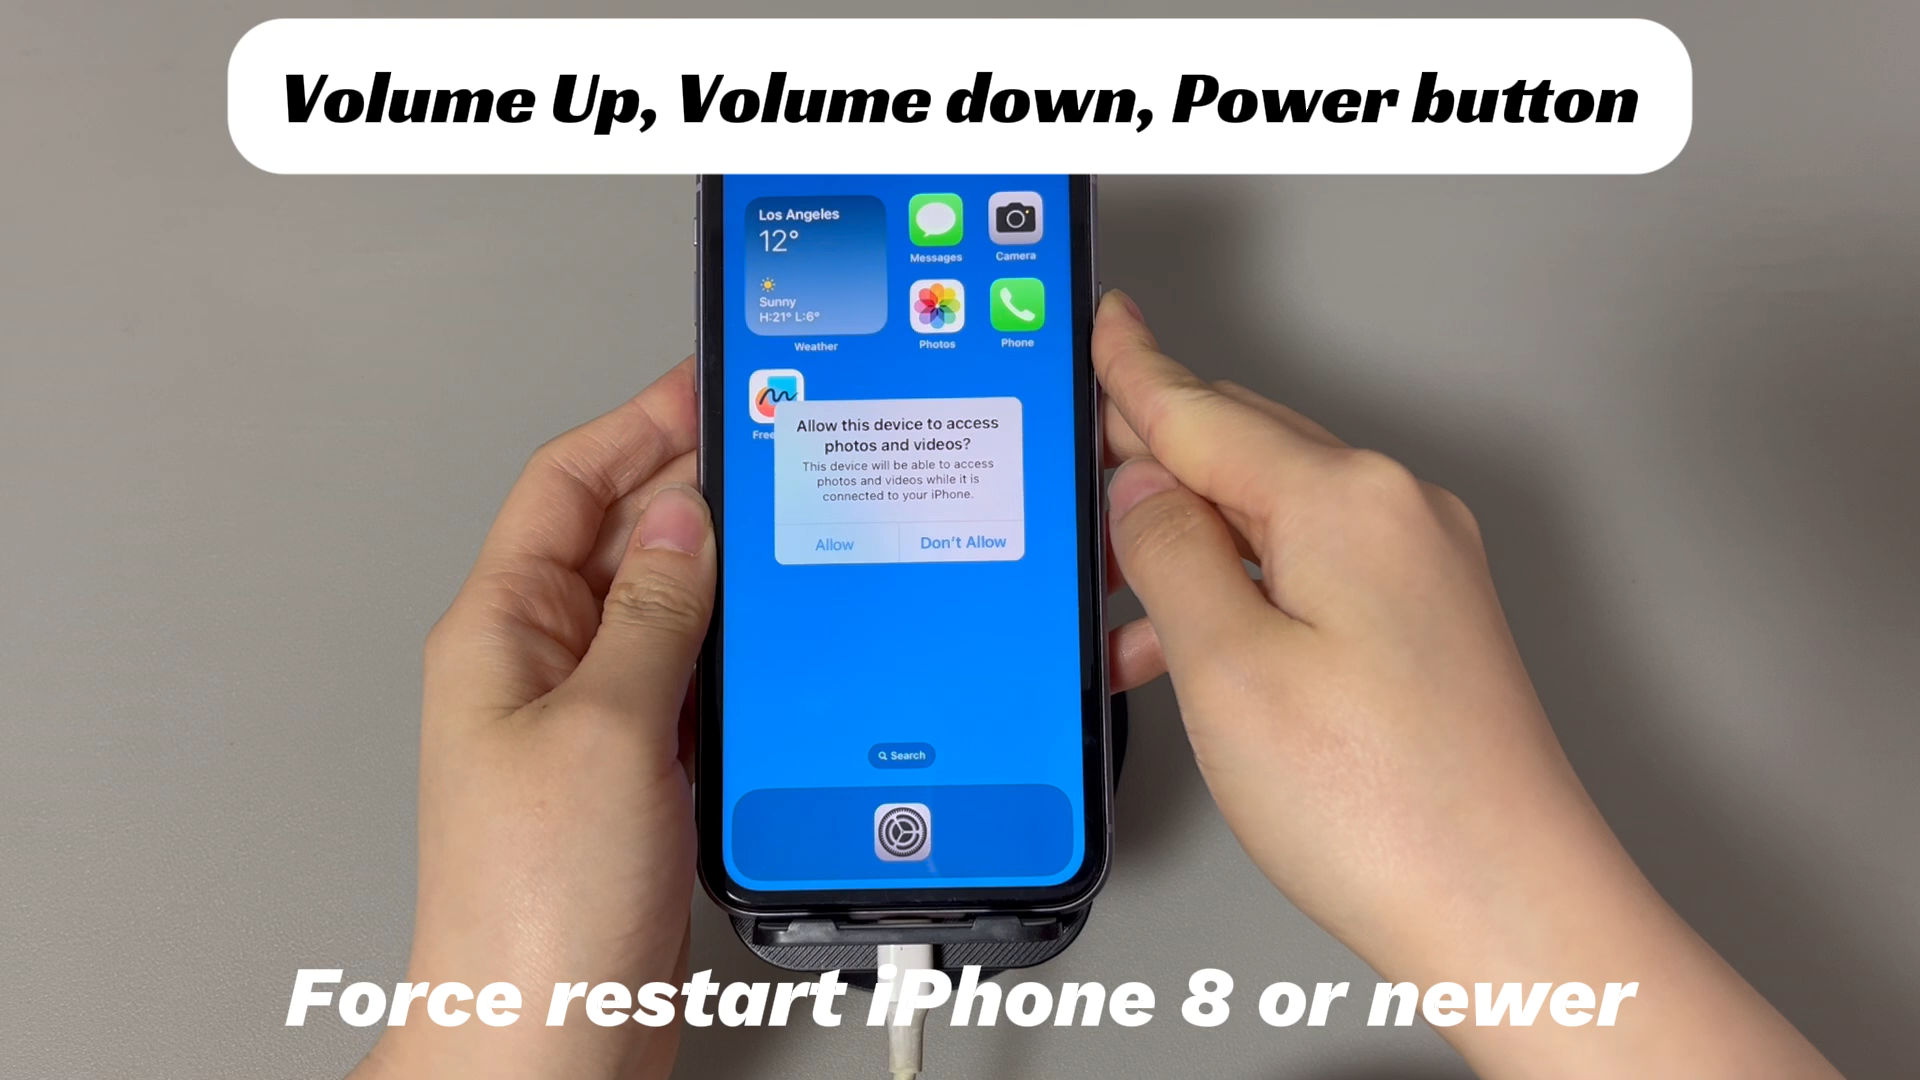 Volume Up, Volume down, Power button
Los Angeles
12°
Sunny
H:21° L:6°
Weather
Messages
Camera
Photos
Phone
Allow this device to access
photos and videos?
This device will be able to access
photos and videos while it is
connected to your iPhone.
Allow
Don't Allow
Search
Force restart iPhone 8 or newer